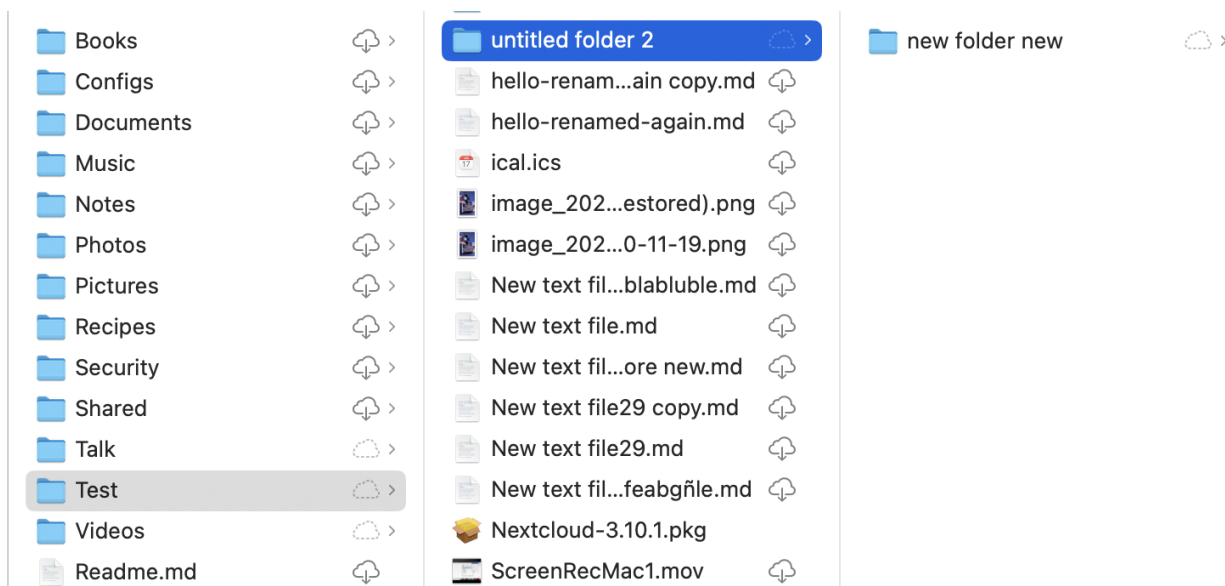 Books
Configs
Documents
Music
Notes
Photos
Pictures
Recipes
Security
Shared
Talk
Test
Videos
Readme.md
untitled folder 2
hello-renam...ain copy.md
hello-renamed-again.md
17
ical.ics
image_202...estored).png
image_202...0-11-19.png
New text fil...blabluble.md
New text file.md
New text fil...ore new.md
New text file29 copy.md
New text file29.md
New text fil...feabgñle.md
Nextcloud-3.10.1.pkg
ScreenRecMac1.mov
new folder new